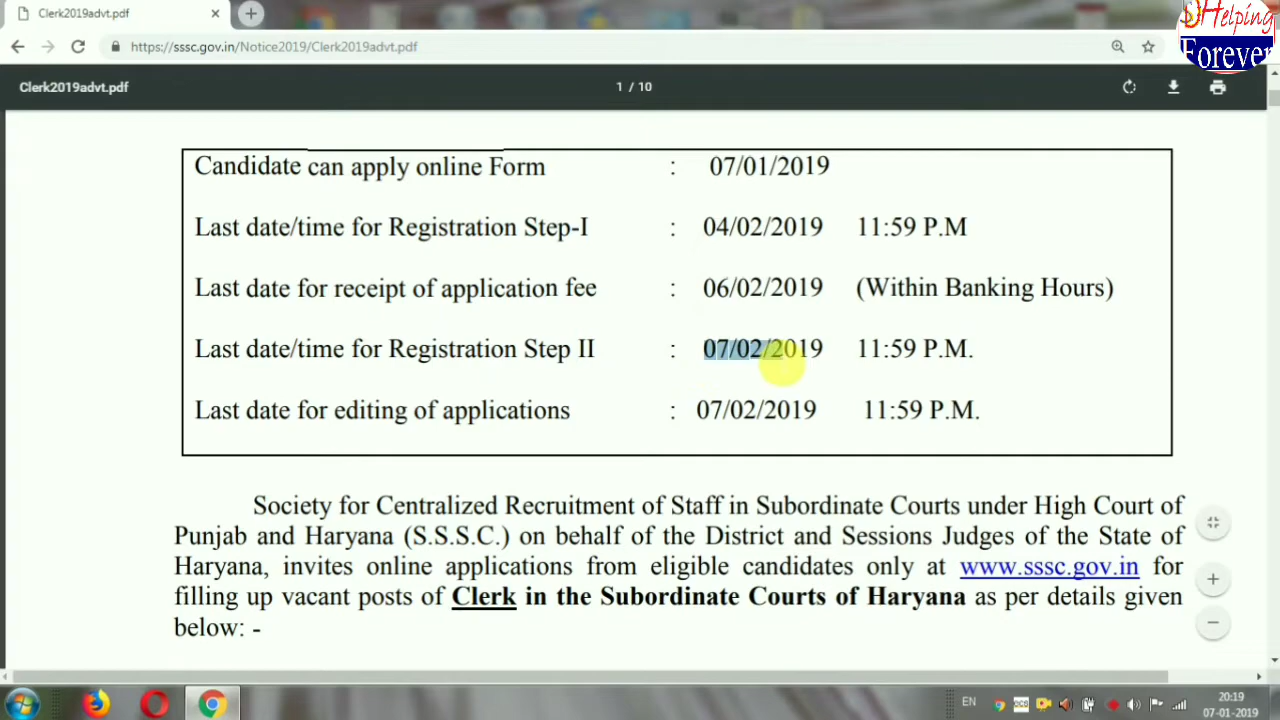 Clerk2019advt.pdf
https://sssc.gov.in/Notice2019/Clerk2019advt.pdf
Helping
Forever
Clerk2019advt.pdf 1 / 10
Candidate can apply online Form : 07/01/2019
Last date/time for Registration Step-I : 04/02/2019 11:59 P.M
Last date for receipt of application fee : 06/02/2019 (Within Banking Hours)
Last date/time for Registration Step II : 07/02/2019 11:59 P.M.
Last date for editing of applications : 07/02/2019 11:59 P.M.
Society for Centralized Recruitment of Staff in Subordinate Courts under High Court of
Punjab and Haryana (S.S.S.C.) on behalf of the District and Sessions Judges of the State of
Haryana, invites online applications from eligible candidates only at www.sssc.gov.in for
filling up vacant posts of Clerk in the Subordinate Courts of Haryana as per details given
below: -
EN
20:19
07-01-2019